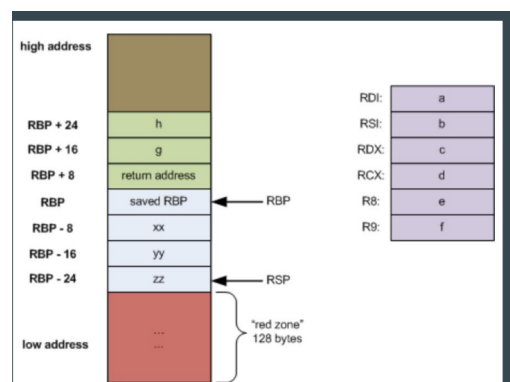 high address
RBP + 24
h
RBP + 16
g
RBP + 8
return address
RBP
saved RBP
RBP
RBP - 8
xx
RBP - 16
yy
RBP - 24
zz
RSP
...
...
"red zone"
128 bytes
low address
RDI:
a
RSI:
b
RDX:
c
RCX:
d
R8:
e
R9:
f